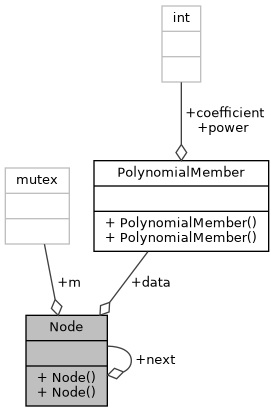 int
+coefficient
+power
mutex
PolynomialMember
+ PolynomialMember()
+ PolynomialMember()
+m
+data
Node
+next
+ Node()
+ Node()